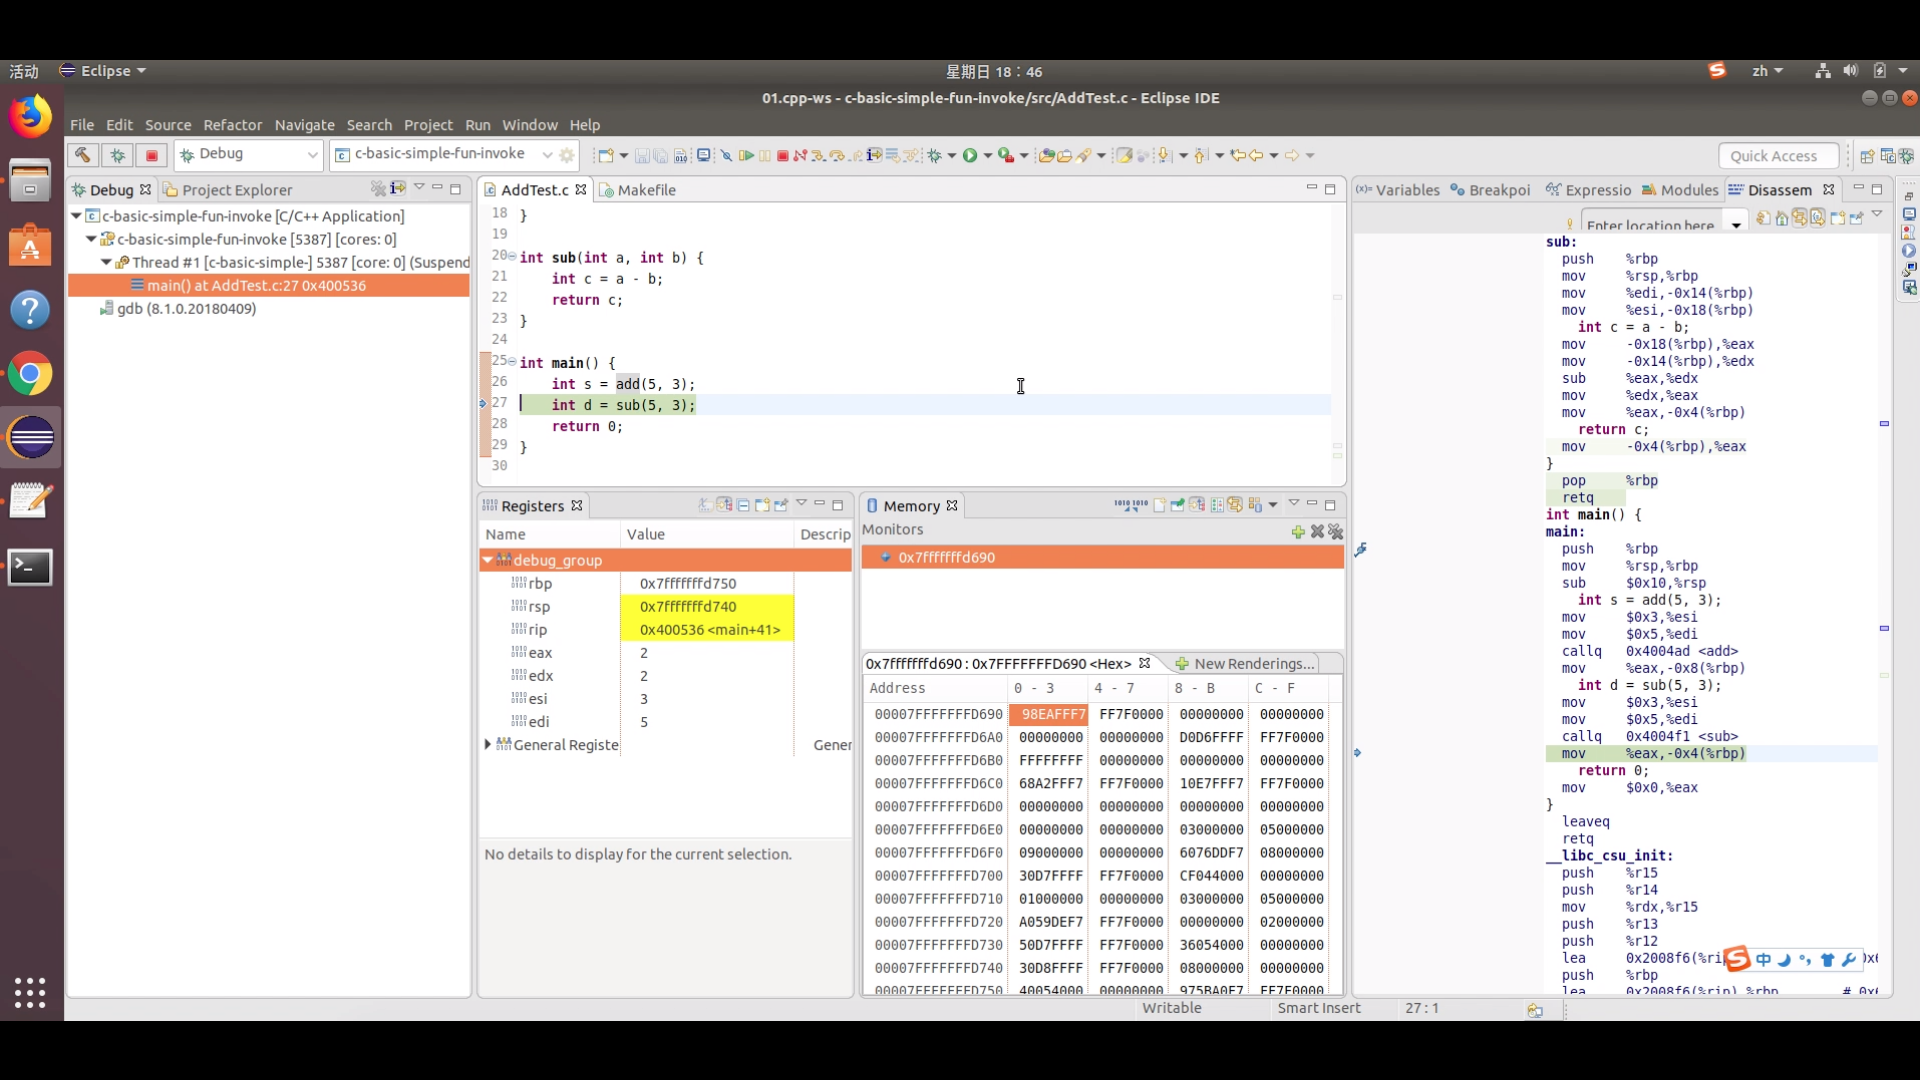 活动 Eclipse 星期日 18：46 zh
01.cpp-ws - c-basic-simple-fun-invoke/src/AddTest.c - Eclipse IDE
File Edit Source Refactor Navigate Search Project Run Window Help
Debug c-basic-simple-fun-invoke Quick Access
Debug Project Explorer
c-basic-simple-fun-invoke [C/C++ Application]
c-basic-simple-fun-invoke [5387] [cores: 0]
Thread #1 [c-basic-simple-] 5387 [core: 0] (Suspend
main() at AddTest.c:27 0x400536
gdb (8.1.0.20180409)
AddTest.c Makefile
18 }
19
20 int sub(int a, int b) {
21 int c = a - b;
22 return c;
23 }
24
25 int main() {
26 int s = add(5, 3);
27 int d = sub(5, 3);
28 return 0;
29 }
30
Registers
Name Value Descrip
debug_group
rbp 0x7fffffffd750
rsp 0x7fffffffd740
rip 0x400536 <main+41>
eax 2
edx 2
esi 3
edi 5
General Registe Gener
No details to display for the current selection.
Memory
Monitors
0x7fffffffd690
0x7fffffffd690 : 0x7FFFFFFFD690 <Hex> New Renderings...
Address 0 - 3 4 - 7 8 - B C - F
00007FFFFFFFD690 98EAFFF7 FF7F0000 00000000 00000000
00007FFFFFFFD6A0 00000000 00000000 D0D6FFFF FF7F0000
00007FFFFFFFD6B0 FFFFFFFF 00000000 00000000 00000000
00007FFFFFFFD6C0 68A2FFF7 FF7F0000 10E7FFF7 FF7F0000
00007FFFFFFFD6D0 00000000 00000000 00000000 00000000
00007FFFFFFFD6E0 00000000 00000000 03000000 05000000
00007FFFFFFFD6F0 09000000 00000000 6076DDF7 08000000
00007FFFFFFFD700 30D7FFFF FF7F0000 CF044000 00000000
00007FFFFFFFD710 01000000 00000000 03000000 05000000
00007FFFFFFFD720 A059DEF7 FF7F0000 00000000 02000000
00007FFFFFFFD730 50D7FFFF FF7F0000 36054000 00000000
00007FFFFFFFD740 30D8FFFF FF7F0000 08000000 00000000
00007FFFFFFFD750 40054000 00000000 975BA0F7 FF7F0000
Variables Breakpoi Expressio Modules Disassem
Enter location here
sub:
push %rbp
mov %rsp,%rbp
mov %edi,-0x14(%rbp)
mov %esi,-0x18(%rbp)
int c = a - b;
mov -0x18(%rbp),%eax
mov -0x14(%rbp),%edx
sub %eax,%edx
mov %edx,%eax
mov %eax,-0x4(%rbp)
return c;
mov -0x4(%rbp),%eax
}
pop %rbp
retq
int main() {
main:
push %rbp
mov %rsp,%rbp
sub $0x10,%rsp
int s = add(5, 3);
mov $0x3,%esi
mov $0x5,%edi
callq 0x4004ad <add>
mov %eax,-0x8(%rbp)
int d = sub(5, 3);
mov $0x3,%esi
mov $0x5,%edi
callq 0x4004f1 <sub>
mov %eax,-0x4(%rbp)
return 0;
mov $0x0,%eax
}
leaveq
retq
__libc_csu_init:
push %r15
push %r14
mov %rdx,%r15
push %r13
push %r12
lea 0x2008f6(%ri 中
push %rbp
lea 0x2008f6(%rip),%rbp # 0x6
Writable Smart Insert 27 : 1